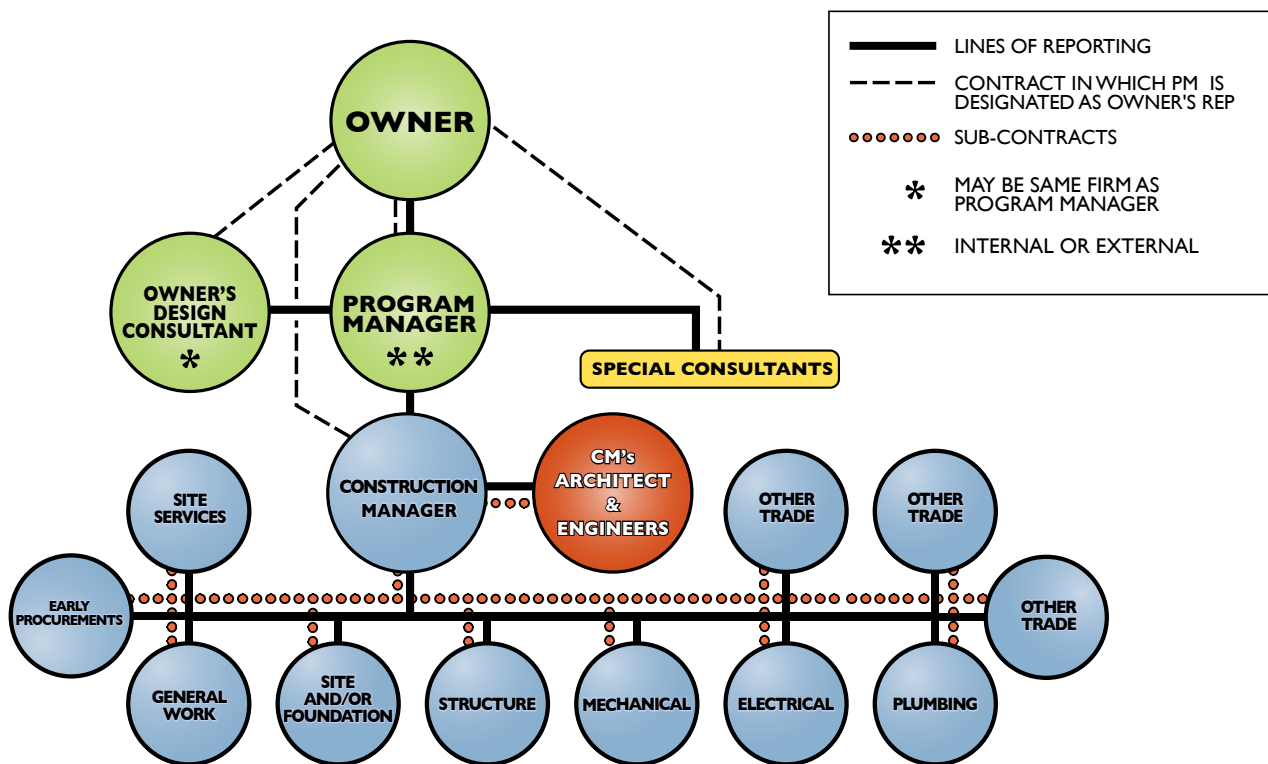 OWNER
LINES OF REPORTING
CONTRACT IN WHICH PM IS
DESIGNATED AS OWNER'S REP
SUB-CONTRACTS
* MAY BE SAME FIRM AS
PROGRAM MANAGER
** INTERNAL OR EXTERNAL
OWNER'S
DESIGN
CONSULTANT
*
PROGRAM
MANAGER
**
SPECIAL CONSULTANTS
CONSTRUCTION
MANAGER
CM's
ARCHITECT
&
ENGINEERS
SITE
SERVICES
OTHER
TRADE
OTHER
TRADE
EARLY
PROCUREMENTS
OTHER
TRADE
GENERAL
WORK
SITE
AND/OR
FOUNDATION
STRUCTURE
MECHANICAL
ELECTRICAL
PLUMBING